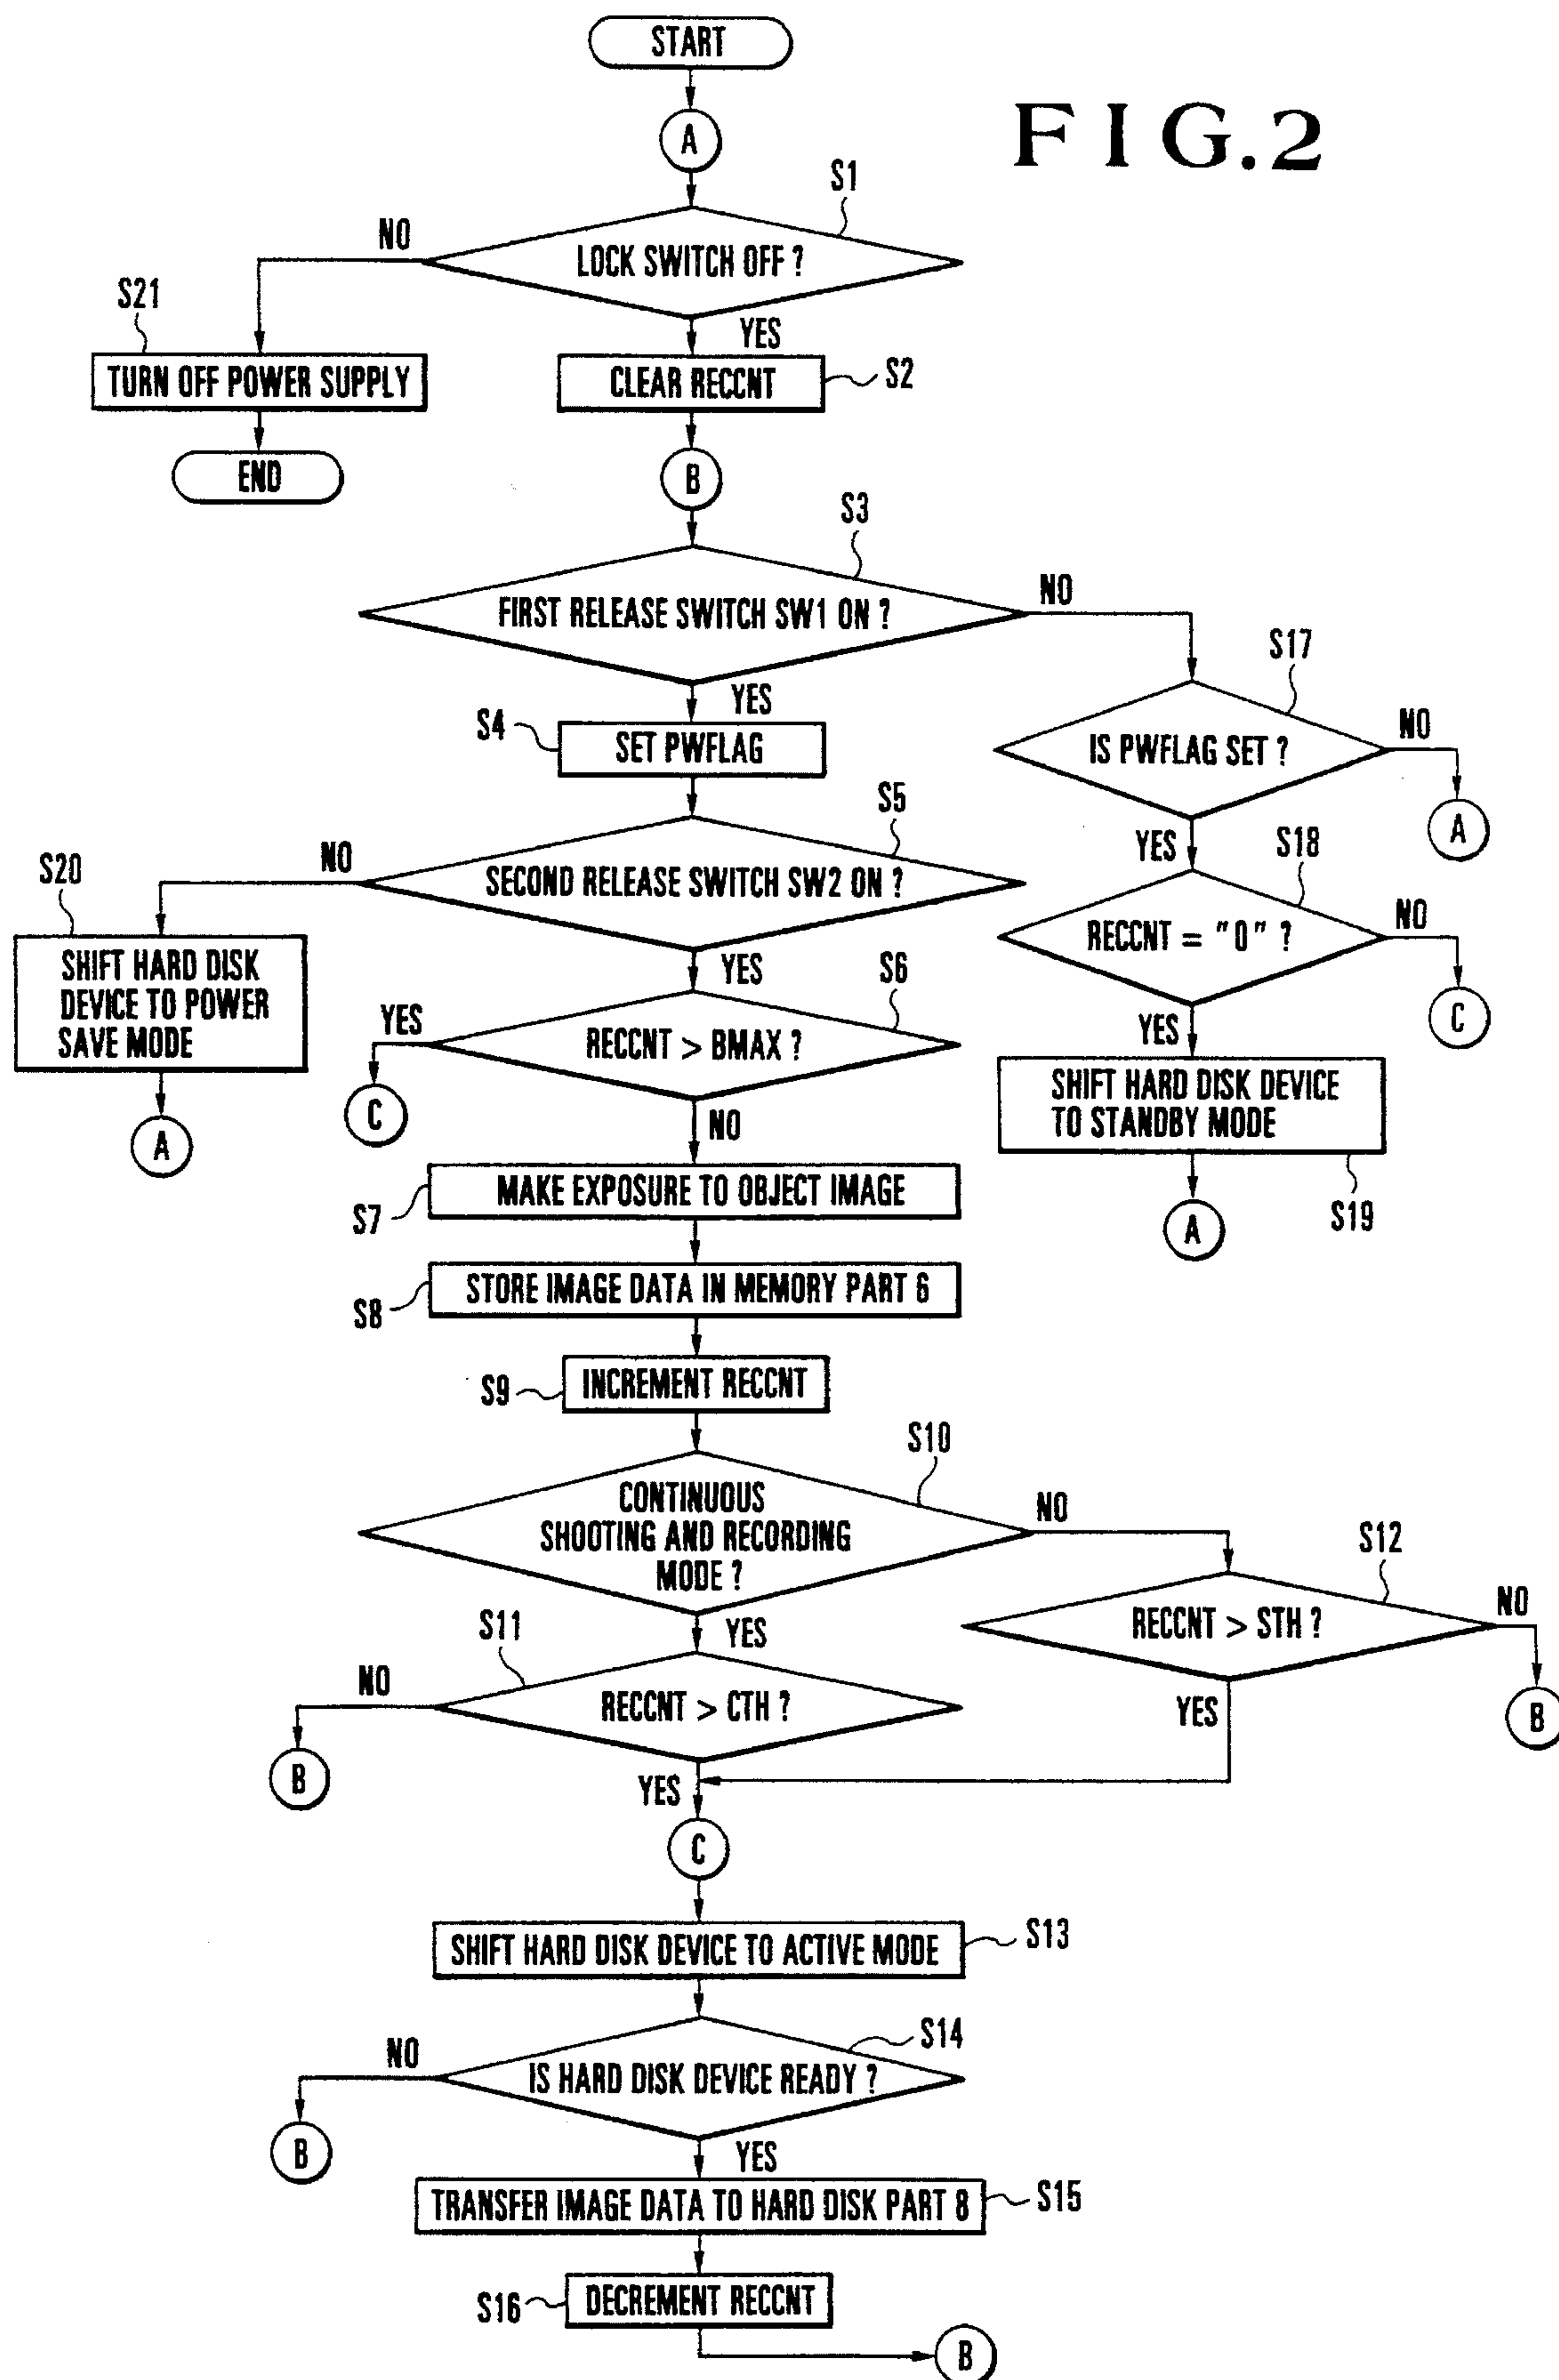 START
FIG.2
A
S1
NO
LOCK SWITCH OFF ?
S21
YES
TURN OFF POWER SUPPLY
CLEAR RECCNT
S2
END
B
S3
NO
FIRST RELEASE SWITCH SW1 ON ?
S17
YES
S4
SET PWFLAG
NO
IS PWFLAG SET ?
S5
A
YES
S18
S20
NO
SECOND RELEASE SWITCH SW2 ON ?
NO
RECCNT = "0" ?
SHIFT HARD DISK
DEVICE TO POWER
SAVE MODE
YES
S6
YES
RECCNT > BMAX ?
C
YES
SHIFT HARD DISK DEVICE
TO STANDBY MODE
C
NO
A
MAKE EXPOSURE TO OBJECT IMAGE
S7
S19
A
STORE IMAGE DATA IN MEMORY PART 6
S8
INCREMENT RECCNT
S9
S10
CONTINUOUS
SHOOTING AND RECORDING
MODE ?
NO
S12
S11
YES
RECCNT > STH ?
NO
NO
RECCNT > CTH ?
YES
B
B
YES
C
SHIFT HARD DISK DEVICE TO ACTIVE MODE
S13
S14
NO
IS HARD DISK DEVICE READY ?
B
YES
TRANSFER IMAGE DATA TO HARD DISK PART 8
S15
S16
DECREMENT RECCNT
B